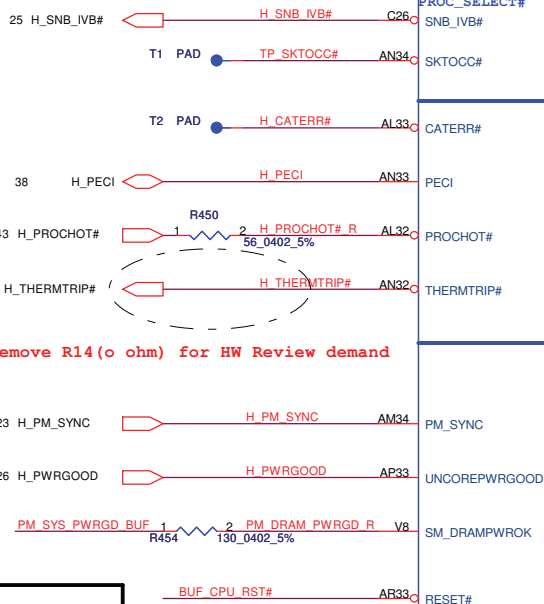 PROC_SELECT#
25 H_SNB_IVB# H_SNB_IVB# C26 SNB_IVB#
T1 PAD TP_SKTOCC# AN34 SKTOCC#
T2 PAD H_CATERR# AL33 CATERR#
38 H_PECI H_PECI AN33 PECI
R450
43 H_PROCHOT# 1 2 H_PROCHOT#_R AL32 PROCHOT#
56_0402_5%
H_THERMTRIP# H_THERMTRIP# AN32 THERMTRIP#
emove R14(o ohm) for HW Review demand
23 H_PM_SYNC H_PM_SYNC AM34 PM_SYNC
26 H_PWRGOOD H_PWRGOOD AP33 UNCOREPWRGOOD
PM_SYS_PWRGD_BUF 1 2 PM_DRAM_PWRGD_R V8 SM_DRAMPWROK
R454 130_0402_5%
BUF_CPU_RST# AR33 RESET#